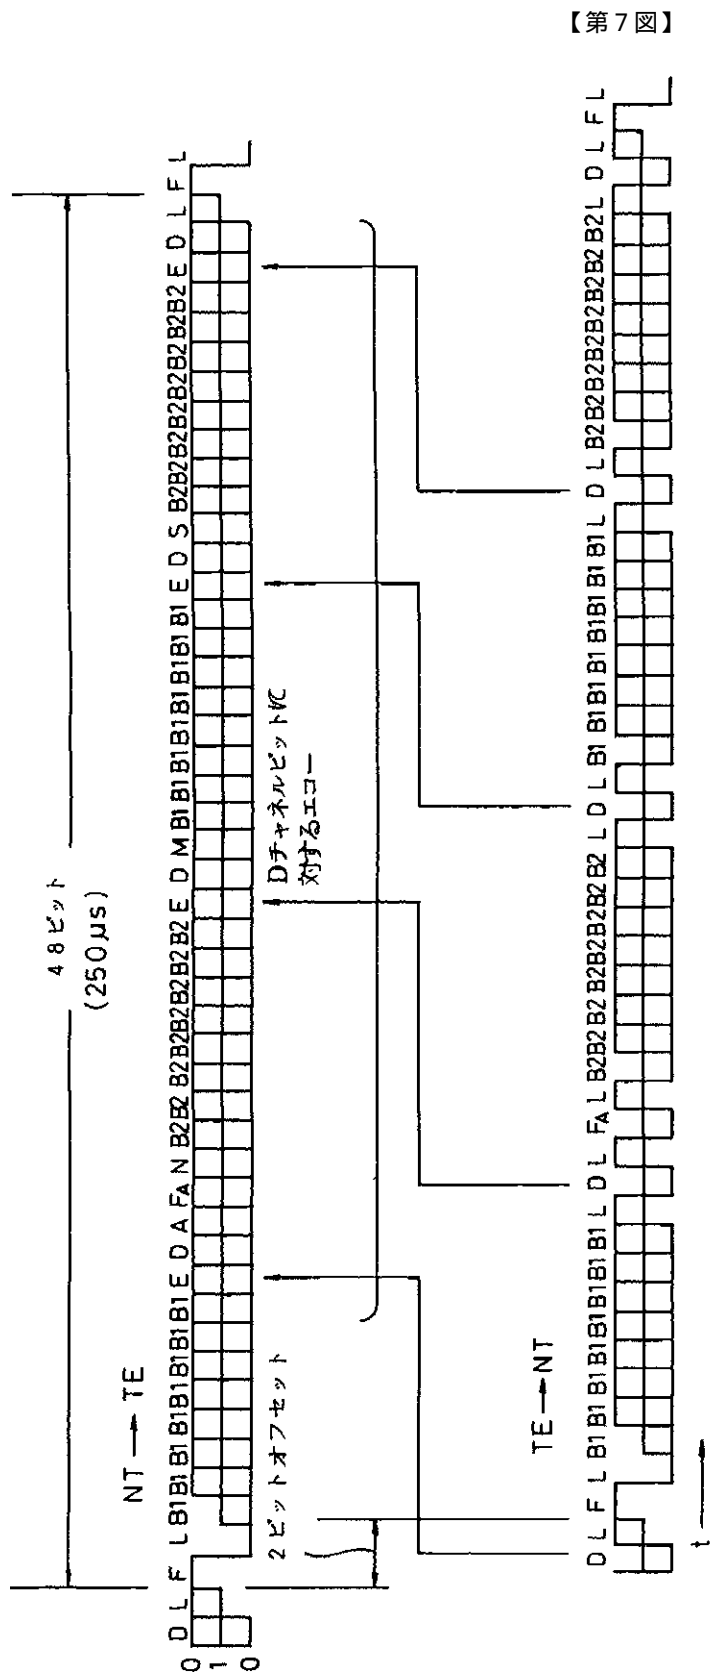 【第7図】
48ビット
(250μs)
NT → TE
D L F L B1 B1 B1 B1 B1 B1 B1 B1 E D A FA N B2 B2 B2 B2 B2 B2 B2 B2 E D M B1 B1 B1 B1 B1 B1 B1 B1 E D S B2 B2 B2 B2 B2 B2 B2 B2 E D L F L
0
1
0
2ビットオフセット
Dチャネルビットに
対するエコー
TE → NT
D L F L B1 B1 B1 B1 B1 B1 B1 B1 L D L FA L B2 B2 B2 B2 B2 B2 B2 B2 L D L B1 B1 B1 B1 B1 B1 B1 B1 L D L B2 B2 B2 B2 B2 B2 B2 B2 L D L F L
t